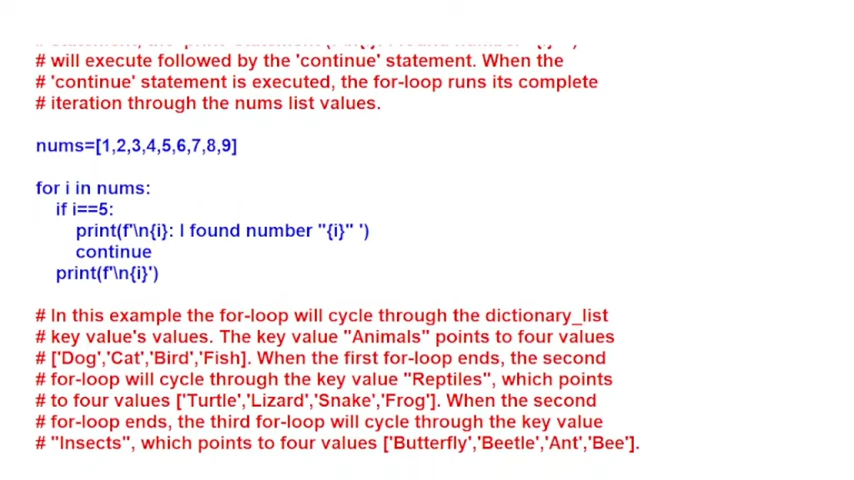 # will execute followed by the 'continue' statement. When the
# 'continue' statement is executed, the for-loop runs its complete
# iteration through the nums list values.
nums=[1,2,3,4,5,6,7,8,9]
for i in nums:
if i==5:
print(f'\n{i}: I found number "{i}" ')
continue
print(f'\n{i}')
# In this example the for-loop will cycle through the dictionary_list
# key value's values. The key value "Animals" points to four values
# ['Dog','Cat','Bird','Fish]. When the first for-loop ends, the second
# for-loop will cycle through the key value "Reptiles", which points
# to four values ['Turtle','Lizard','Snake','Frog']. When the second
# for-loop ends, the third for-loop will cycle through the key value
# "Insects", which points to four values ['Butterfly','Beetle','Ant','Bee'].